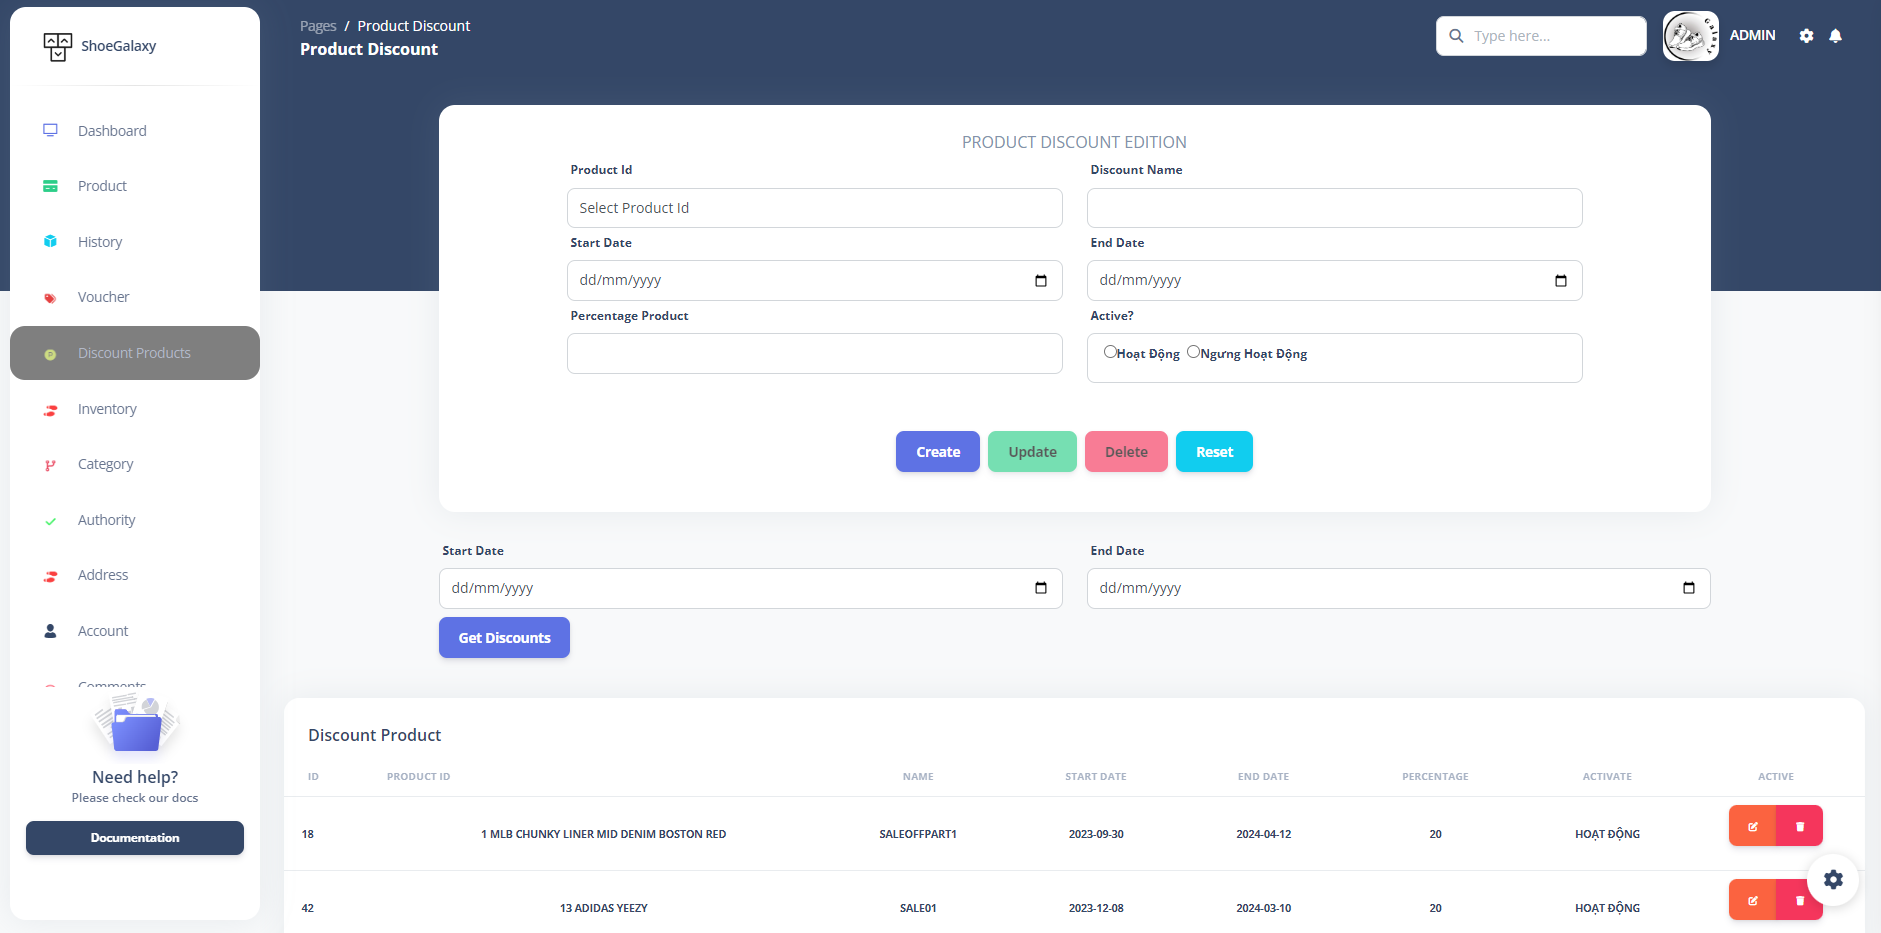 ShoeGalaxy
Dashboard
Product
History
Voucher
Discount Products
Inventory
Category
Authority
Address
Account
Comments
Need help?
Please check our docs
Documentation
Pages / Product Discount
Product Discount
Type here...
ADMIN
PRODUCT DISCOUNT EDITION
Product Id
Discount Name
Select Product Id
Start Date
End Date
dd/mm/yyyy
dd/mm/yyyy
Percentage Product
Active?
Hoạt Động Ngưng Hoạt Động
Create Update Delete Reset
Start Date
End Date
dd/mm/yyyy
dd/mm/yyyy
Get Discounts
Discount Product
ID PRODUCT ID NAME START DATE END DATE PERCENTAGE ACTIVATE ACTIVE
18 1 MLB CHUNKY LINER MID DENIM BOSTON RED SALEOFFPART1 2023-09-30 2024-04-12 20 HOẠT ĐỘNG
42 13 ADIDAS YEEZY SALE01 2023-12-08 2024-03-10 20 HOẠT ĐỘNG